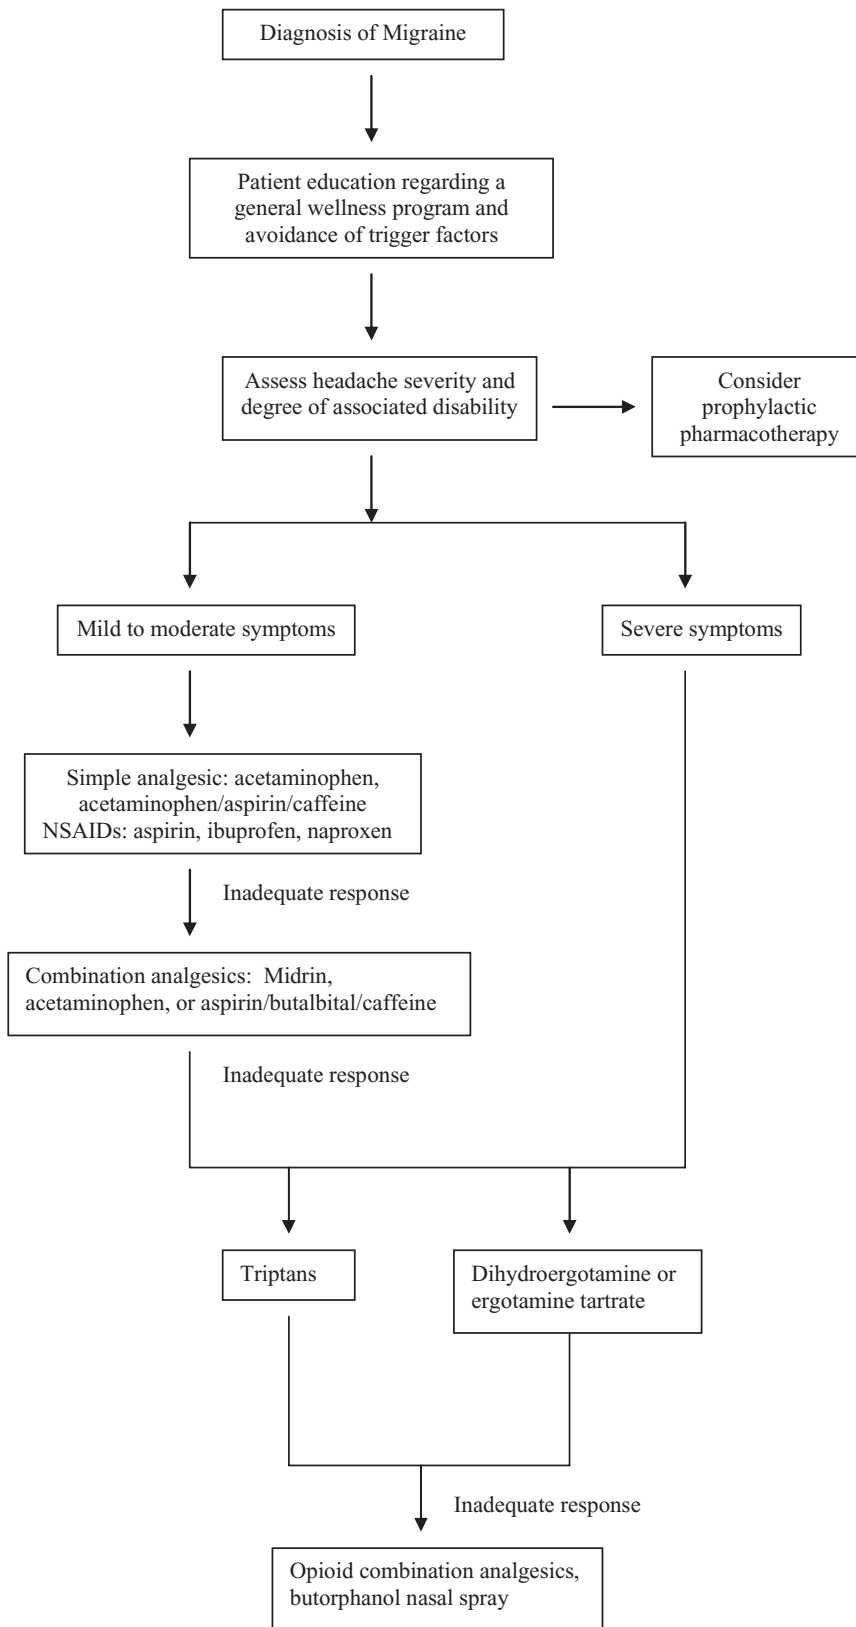 Diagnosis of Migraine
Patient education regarding a
general wellness program and
avoidance of trigger factors
Assess headache severity and
degree of associated disability
Consider
prophylactic
pharmacotherapy
Mild to moderate symptoms
Severe symptoms
Simple analgesic: acetaminophen,
acetaminophen/aspirin/caffeine
NSAIDs: aspirin, ibuprofen, naproxen
Inadequate response
Combination analgesics: Midrin,
acetaminophen, or aspirin/butalbital/caffeine
Inadequate response
Triptans
Dihydroergotamine or
ergotamine tartrate
Inadequate response
Opioid combination analgesics,
butorphanol nasal spray